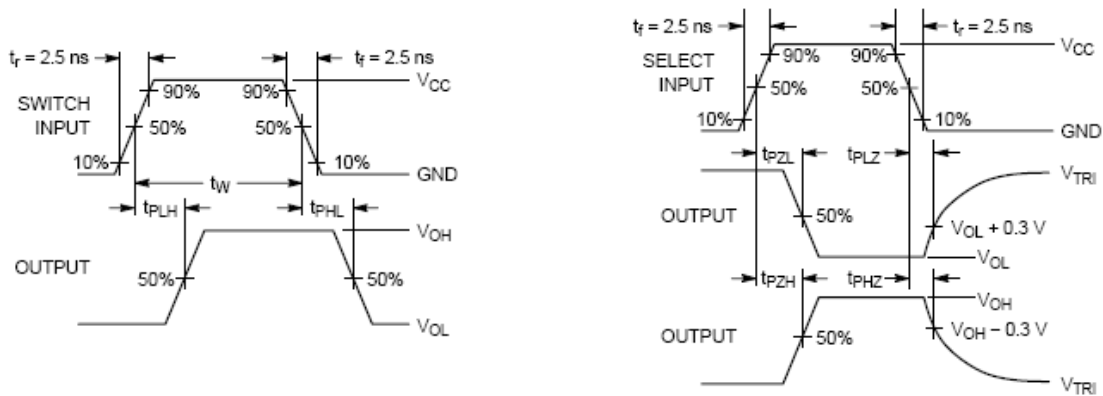 tr = 2.5 ns
tf = 2.5 ns
VCC
90%
90%
SWITCH
INPUT
50%
50%
10%
10%
GND
tW
tPLH
tPHL
VOH
OUTPUT
50%
50%
VOL
tf = 2.5 ns
tr = 2.5 ns
VCC
90%
90%
SELECT
INPUT
50%
50%
10%
10%
GND
tPZL
tPLZ
VTRI
OUTPUT
50%
VOL + 0.3 V
VOL
tPZH
tPHZ
VOH
OUTPUT
50%
VOH − 0.3 V
VTRI